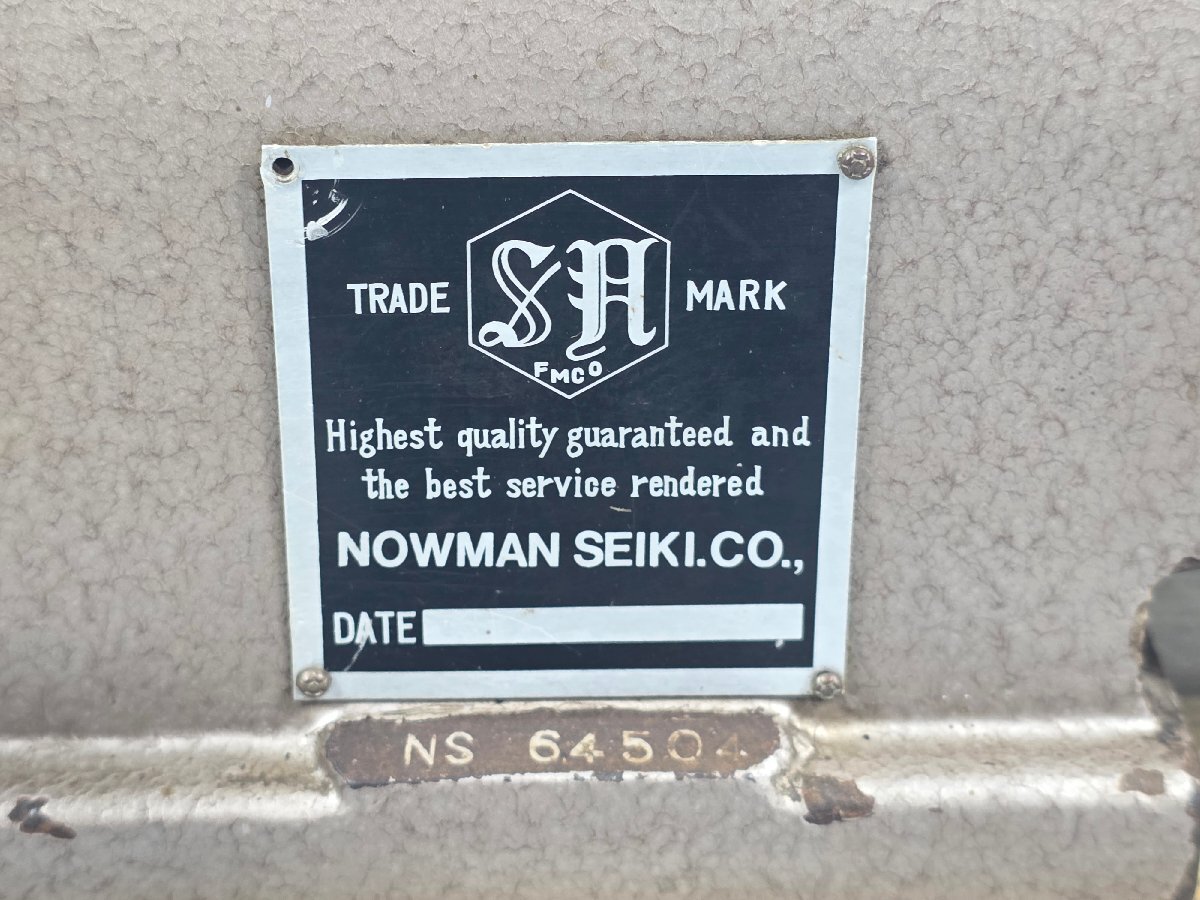 TRADE SA MARK
FMCO
Highest quality guaranteed and
the best service rendered
NOWMAN SEIKI.CO.,
DATE
NS 64504